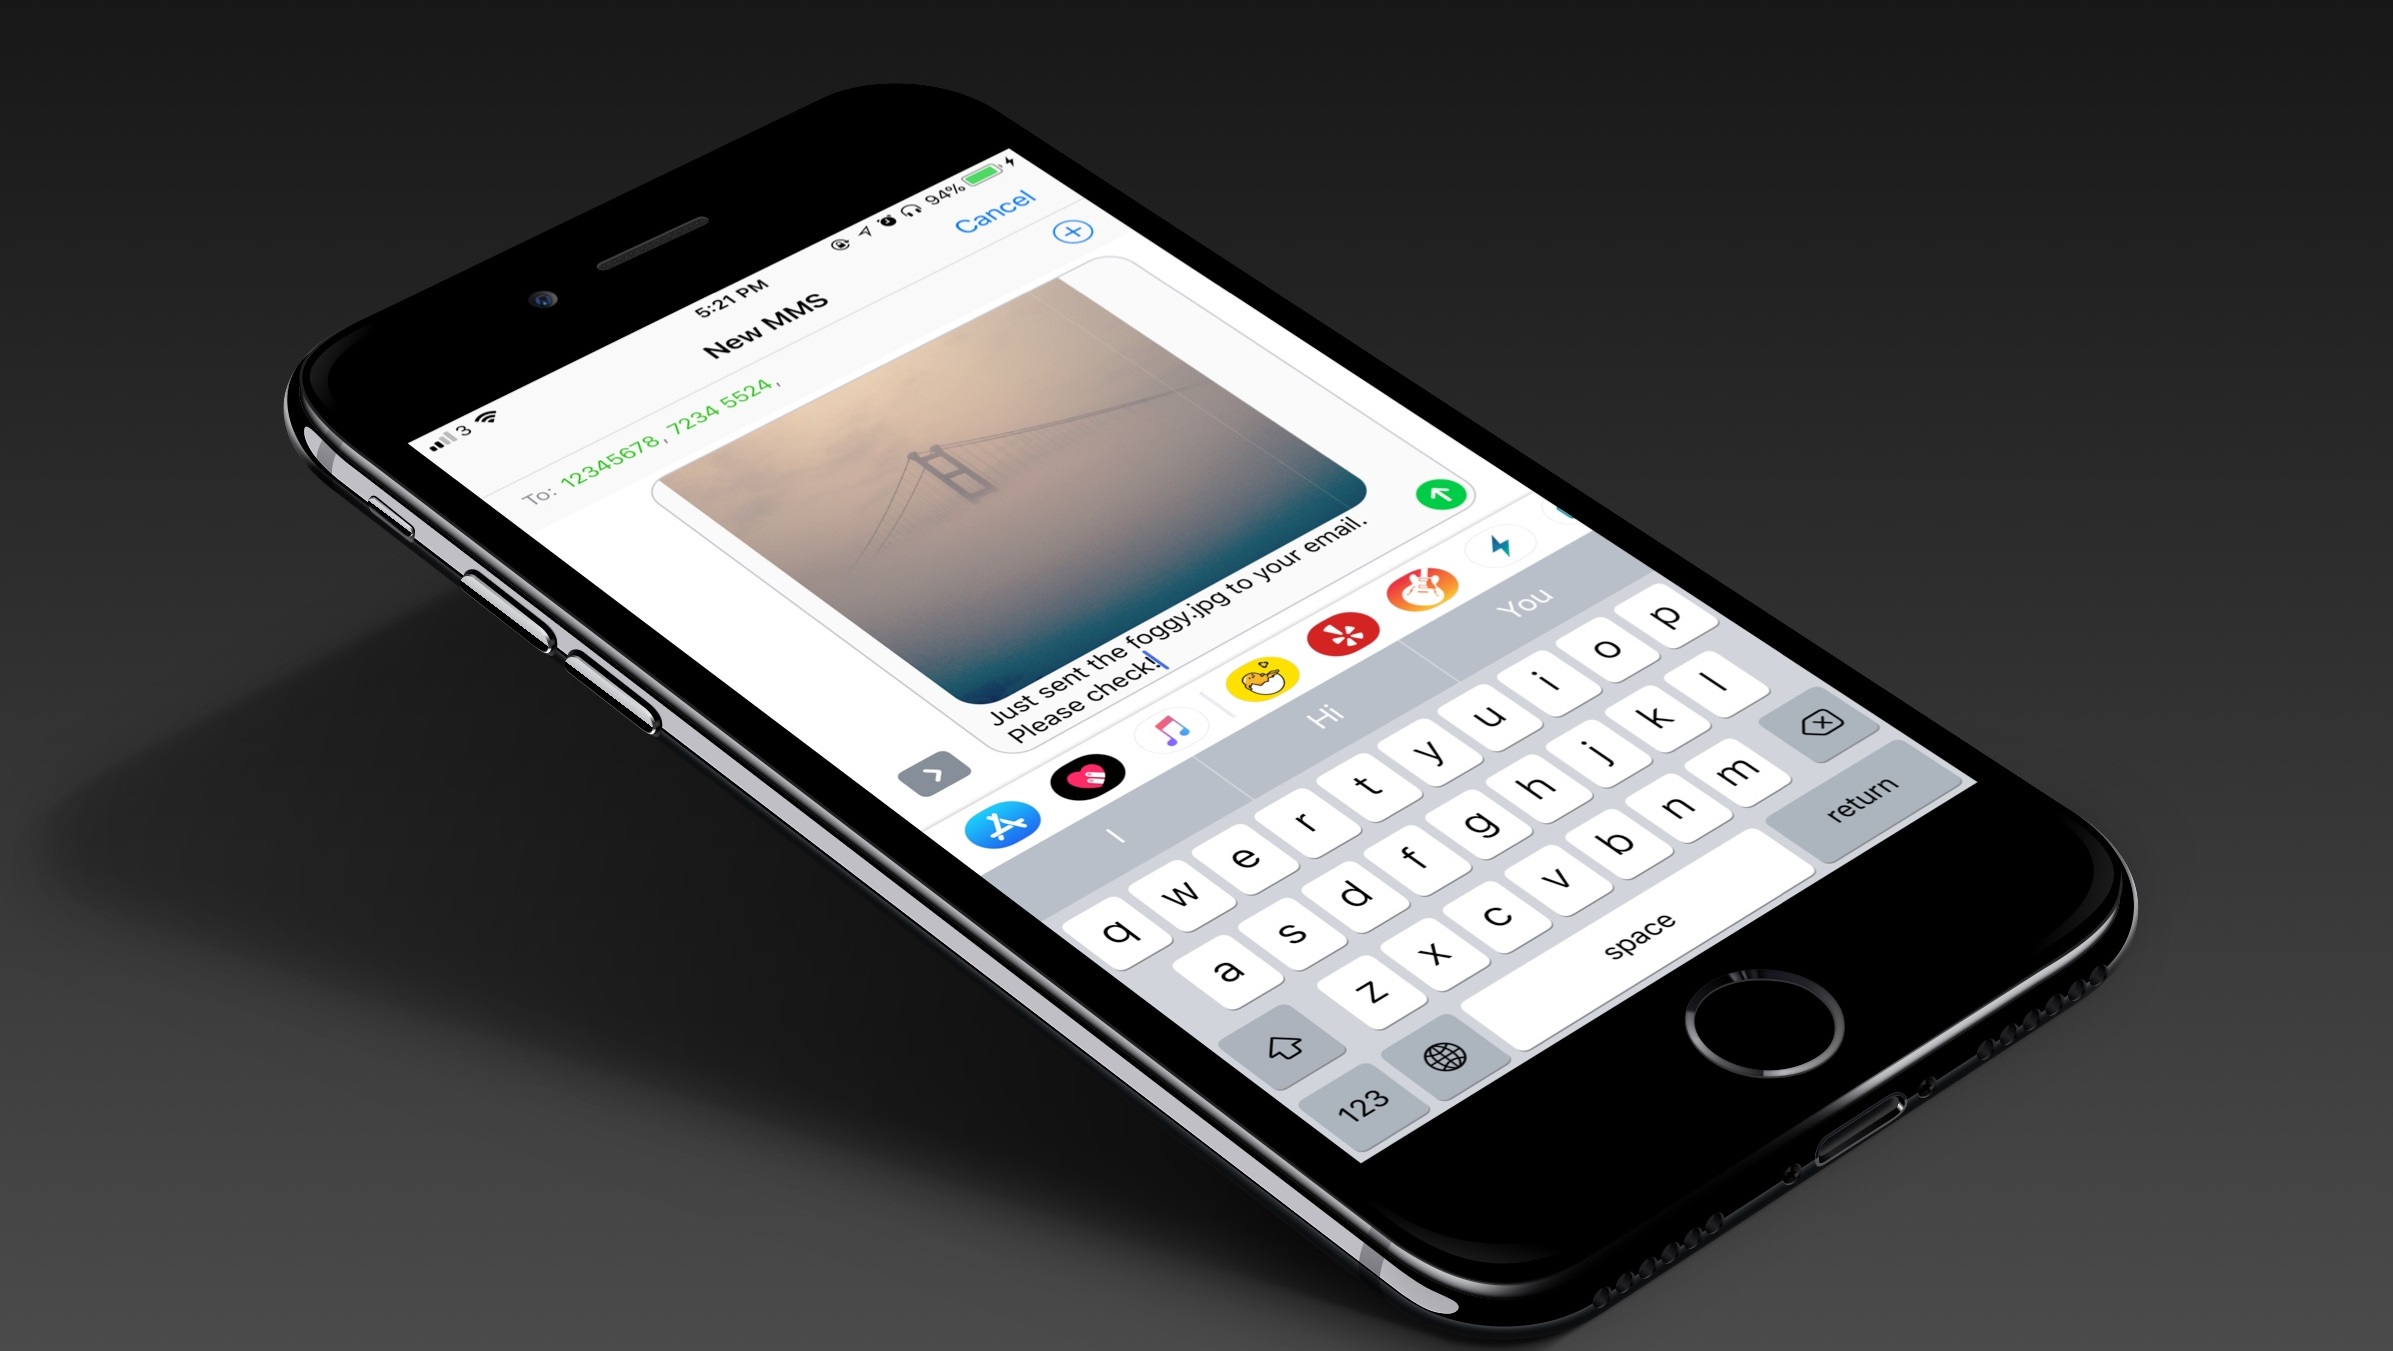 3 5:21 PM 94%
New MMS Cancel
To: 12345678, 7234 5524,
Just sent the foggy.jpg to your email.
Please check!
I Hi You
q w e r t y u i o p
a s d f g h j k l
z x c v b n m
123 space return